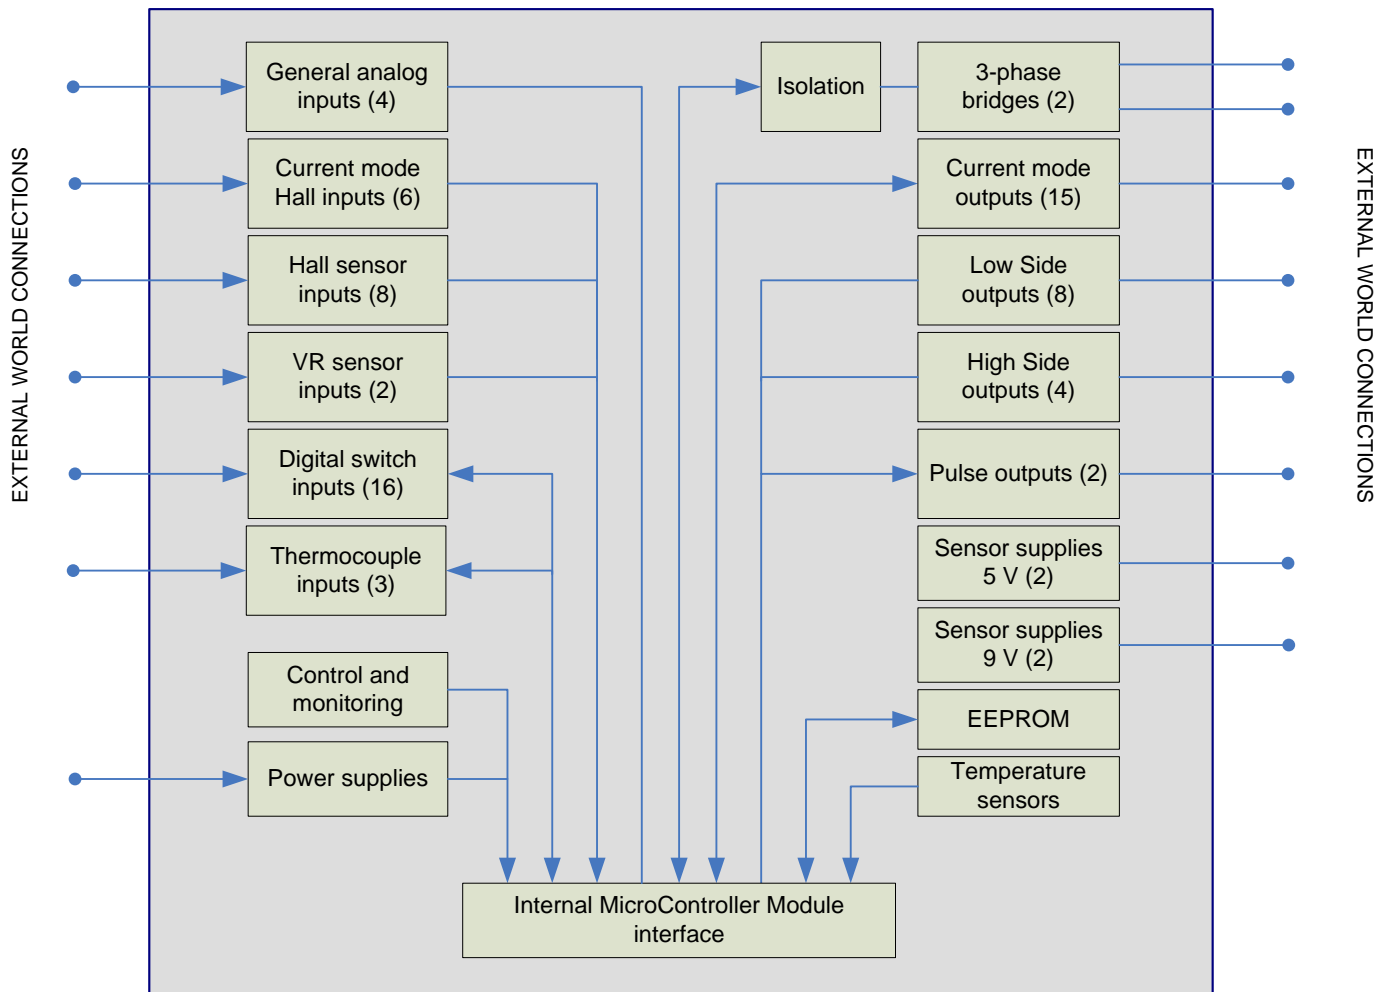 EXTERNAL WORLD CONNECTIONS
General analog
inputs (4)
Current mode
Hall inputs (6)
Hall sensor
inputs (8)
VR sensor
inputs (2)
Digital switch
inputs (16)
Thermocouple
inputs (3)
Control and
monitoring
Power supplies
Isolation
3-phase
bridges (2)
Current mode
outputs (15)
Low Side
outputs (8)
High Side
outputs (4)
Pulse outputs (2)
Sensor supplies
5 V (2)
Sensor supplies
9 V (2)
EEPROM
Temperature
sensors
Internal MicroController Module
interface
EXTERNAL WORLD CONNECTIONS